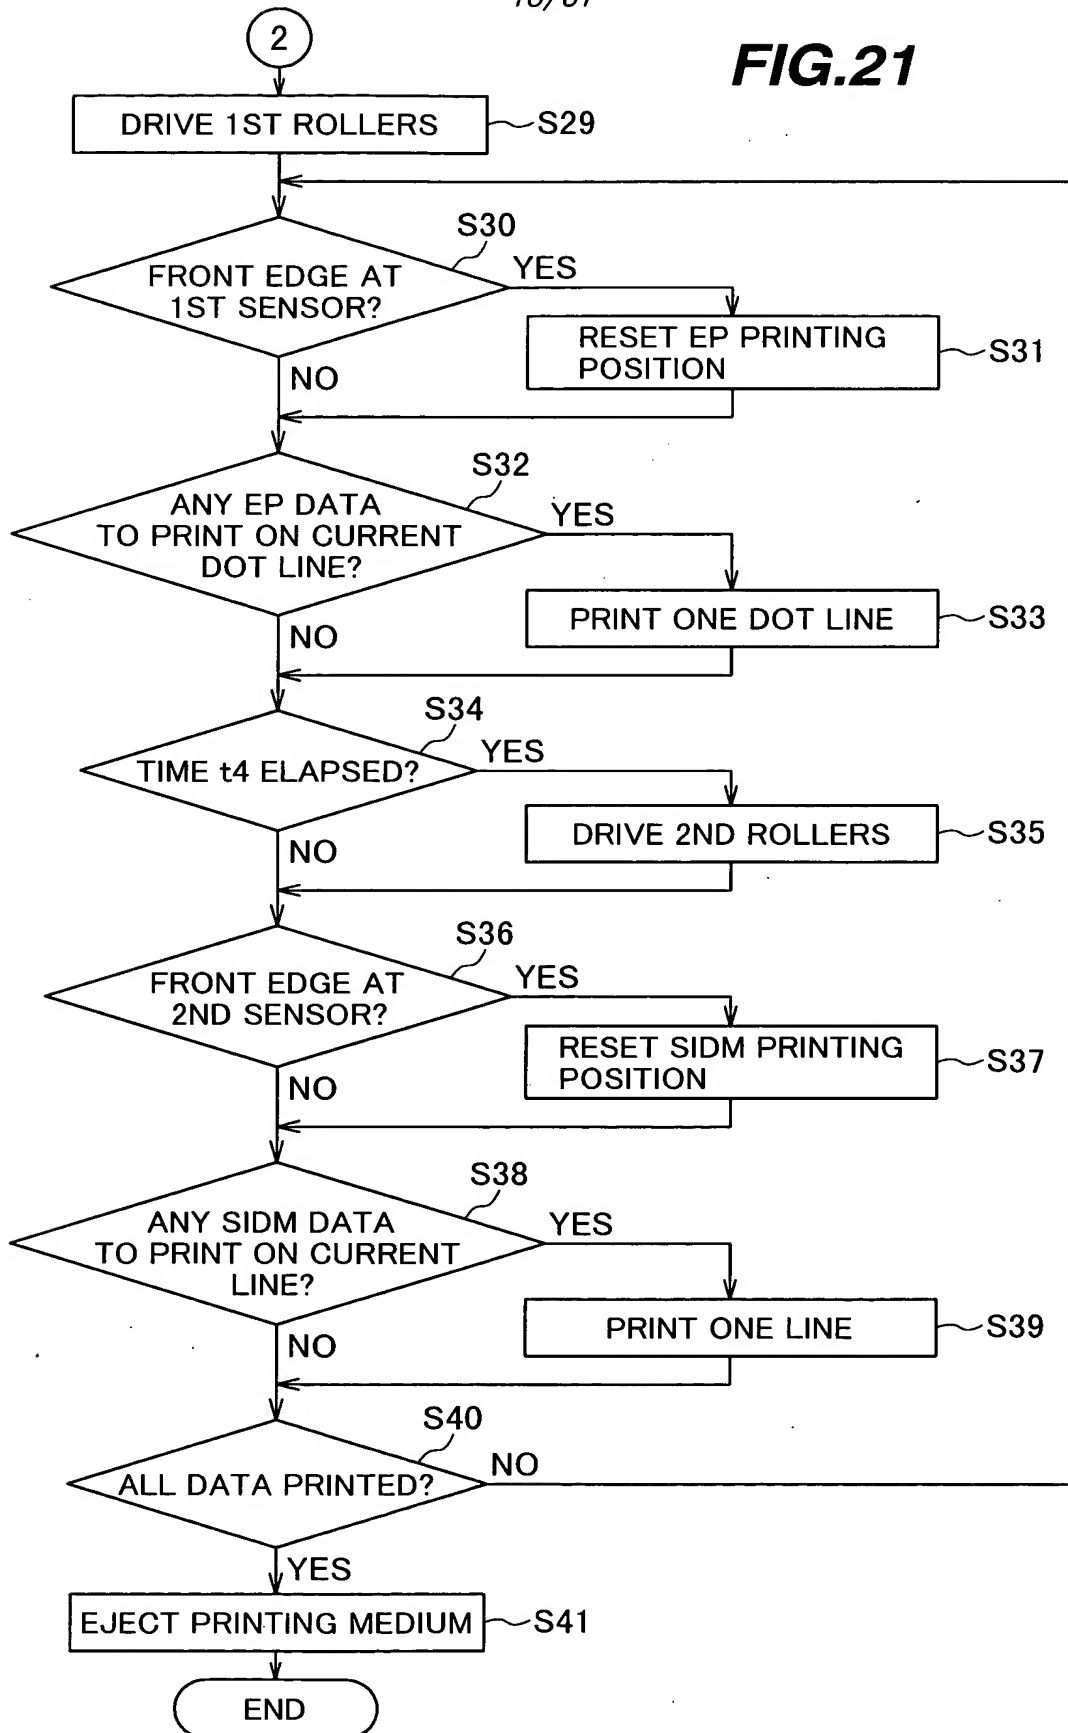 2
FIG.21
DRIVE 1ST ROLLERS
S29
S30
FRONT EDGE AT
1ST SENSOR?
YES
RESET EP PRINTING
POSITION
S31
NO
S32
ANY EP DATA
TO PRINT ON CURRENT
DOT LINE?
YES
PRINT ONE DOT LINE
S33
NO
S34
TIME t4 ELAPSED?
YES
DRIVE 2ND ROLLERS
S35
NO
S36
FRONT EDGE AT
2ND SENSOR?
YES
RESET SIDM PRINTING
POSITION
S37
NO
S38
ANY SIDM DATA
TO PRINT ON CURRENT
LINE?
YES
PRINT ONE LINE
S39
NO
S40
ALL DATA PRINTED?
NO
YES
EJECT PRINTING MEDIUM
S41
END